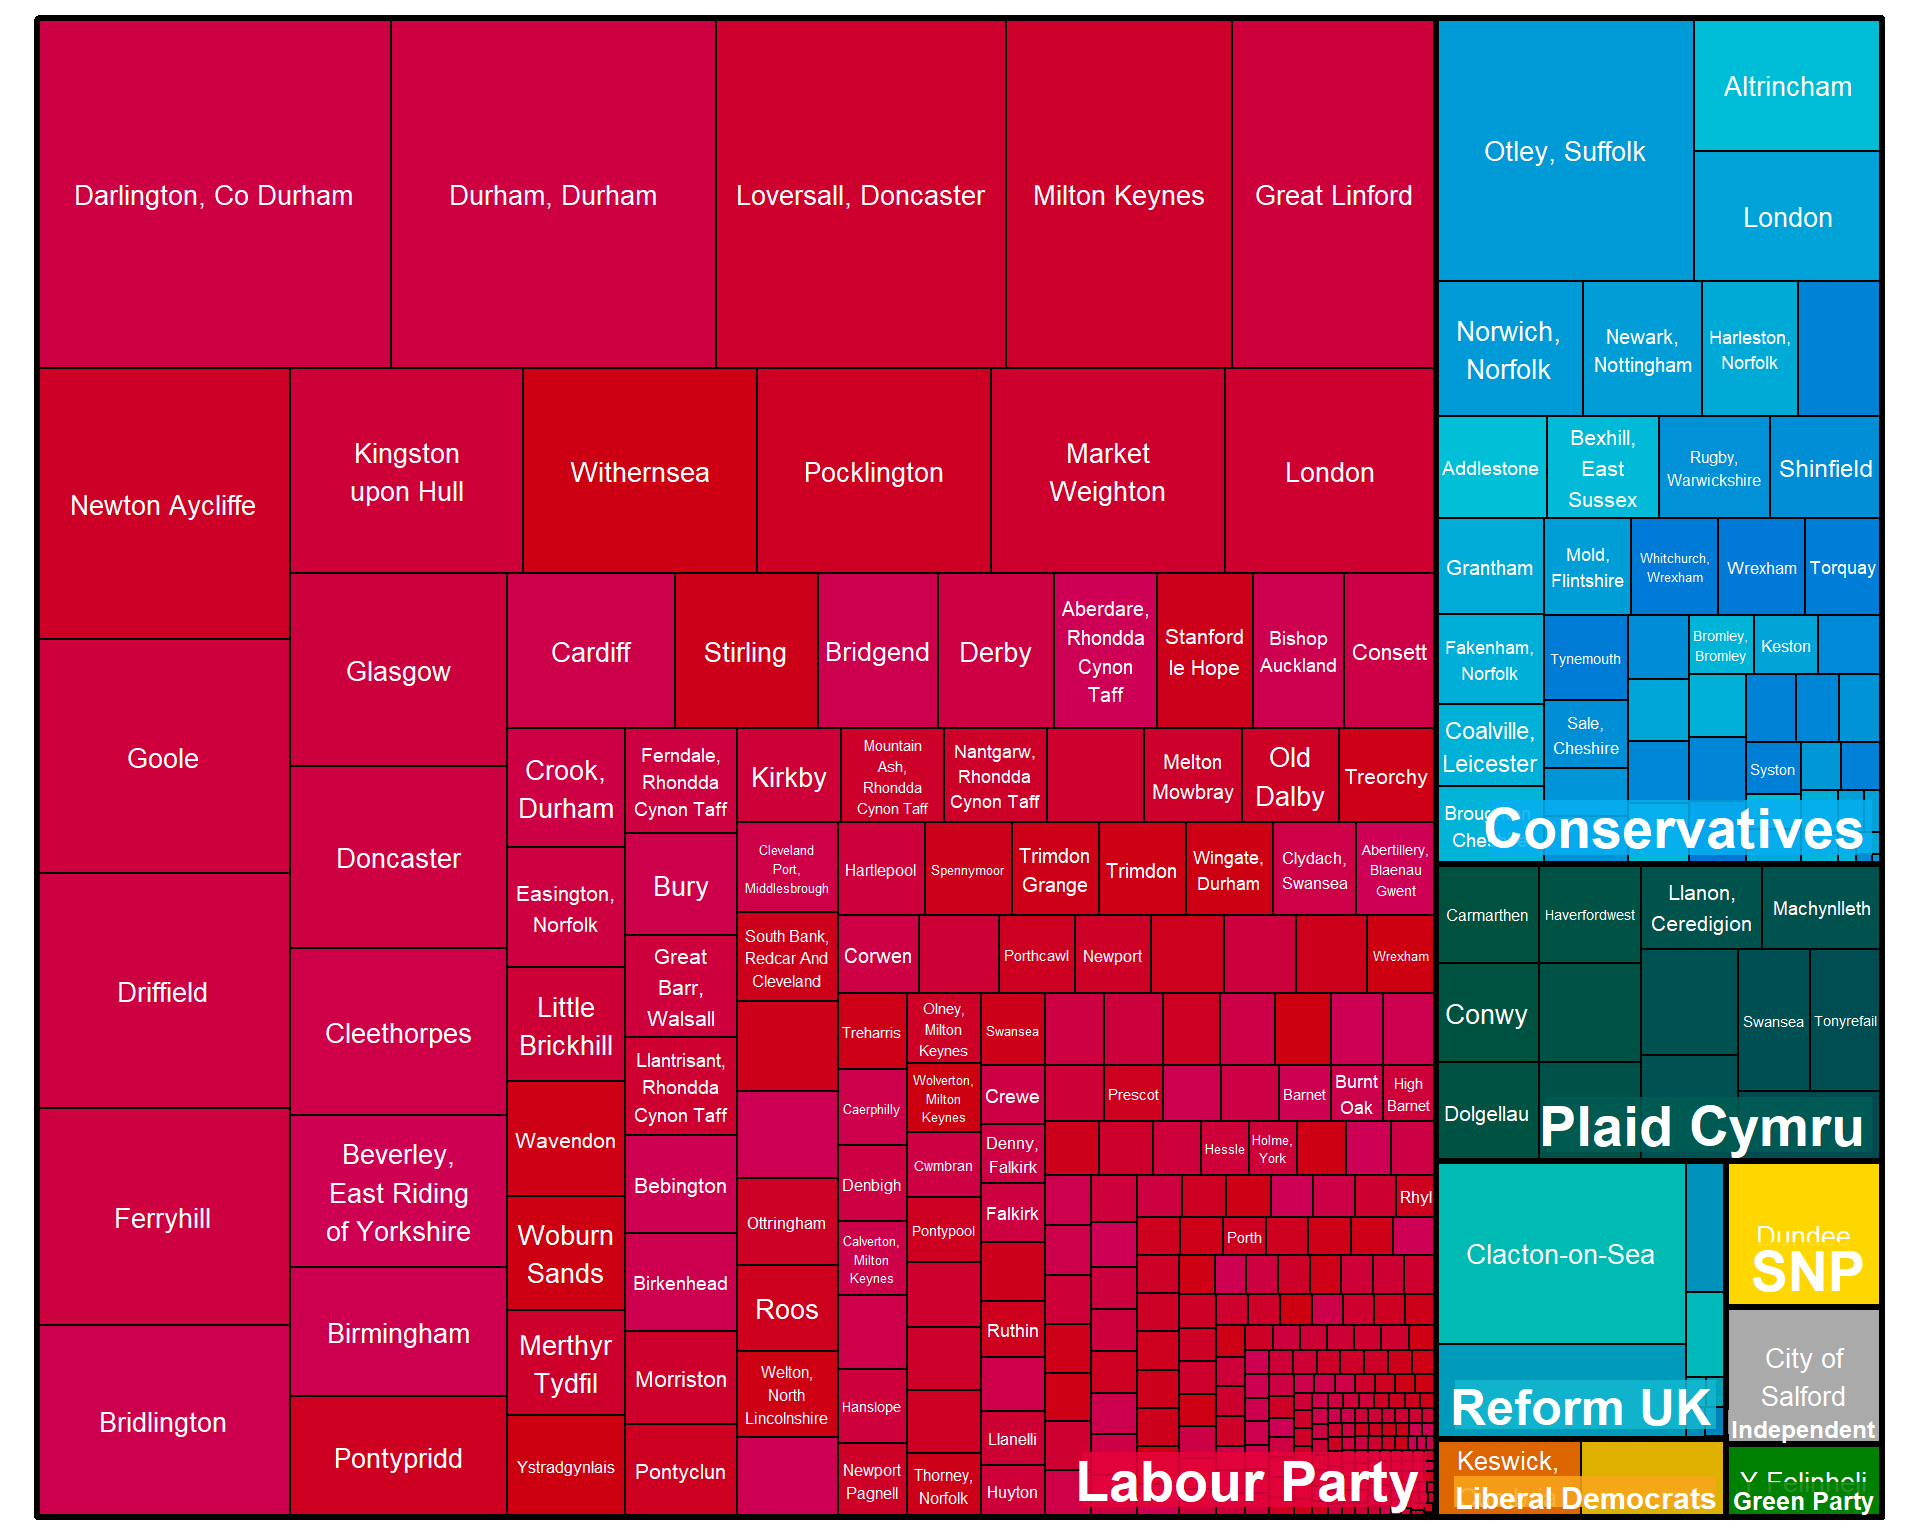 Darlington, Co Durham
Durham, Durham
Loversall, Doncaster
Milton Keynes
Great Linford
Newton Aycliffe
Kingston
upon Hull
Withernsea
Pocklington
Market
Weighton
London
Goole
Driffield
Ferryhill
Bridlington
Glasgow
Doncaster
Cleethorpes
Beverley,
East Riding
of Yorkshire
Birmingham
Pontypridd
Cardiff
Stirling
Bridgend
Derby
Aberdare,
Rhondda
Cynon
Taff
Stanford
le Hope
Bishop
Auckland
Consett
Crook,
Durham
Easington,
Norfolk
Little
Brickhill
Wavendon
Woburn
Sands
Merthyr
Tydfil
Ystradgynlais
Ferndale,
Rhondda
Cynon Taff
Bury
Great
Barr,
Walsall
Llantrisant,
Rhondda
Cynon Taff
Bebington
Birkenhead
Morriston
Pontyclun
Kirkby
Mountain
Ash,
Rhondda
Cynon Taff
Nantgarw,
Rhondda
Cynon Taff
Melton
Mowbray
Old
Dalby
Treorchy
Cleveland
Port,
Middlesbrough
South Bank,
Redcar And
Cleveland
Ottringham
Roos
Welton,
North
Lincolnshire
Hartlepool
Spennymoor
Trimdon
Grange
Trimdon
Wingate,
Durham
Clydach,
Swansea
Abertillery,
Blaenau
Gwent
Corwen
Porthcawl
Newport
Wrexham
Treharris
Caerphilly
Denbigh
Calverton,
Milton
Keynes
Hanslope
Newport
Pagnell
Olney,
Milton
Keynes
Wolverton,
Milton
Keynes
Cwmbran
Pontypool
Thorney,
Norfolk
Swansea
Crewe
Denny,
Falkirk
Falkirk
Ruthin
Llanelli
Huyton
Prescot
Barnet
Burnt
Oak
High
Barnet
Hessle
Holme,
York
Rhyl
Porth
Labour Party
Otley, Suffolk
Altrincham
London
Norwich,
Norfolk
Newark,
Nottingham
Harleston,
Norfolk
Addlestone
Bexhill,
East
Sussex
Rugby,
Warwickshire
Shinfield
Grantham
Mold,
Flintshire
Whitchurch,
Wrexham
Wrexham
Torquay
Fakenham,
Norfolk
Tynemouth
Bromley,
Bromley
Keston
Coalville,
Leicester
Sale,
Cheshire
Syston
Conservatives
Carmarthen
Haverfordwest
Llanon,
Ceredigion
Machynlleth
Conwy
Swansea
Tonyrefail
Dolgellau
Plaid Cymru
Clacton-on-Sea
Reform UK
Dundee
SNP
City of
Salford
Independent
Keswick,
Liberal Democrats
Y Felinheli
Green Party